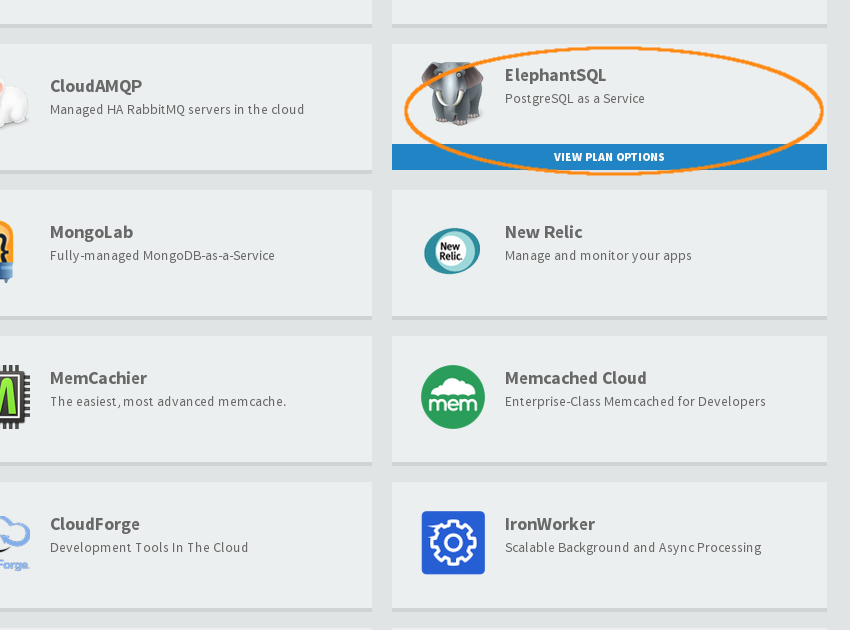 CloudAMQP
Managed HA RabbitMQ servers in the cloud
ElephantSQL
PostgreSQL as a Service
VIEW PLAN OPTIONS
MongoLab
Fully-managed MongoDB-as-a-Service
New
Relic.
New Relic
Manage and monitor your apps
MemCachier
The easiest, most advanced memcache.
mem
Memcached Cloud
Enterprise-Class Memcached for Developers
Forge.
CloudForge
Development Tools In The Cloud
IronWorker
Scalable Background and Async Processing